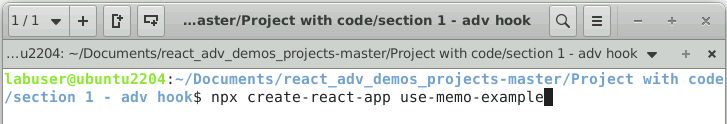 1 / 1
...aster/Project with code/section 1 - adv hook
...u2204: ~/Documents/react_adv_demos_projects-master/Project with code/section 1 - adv hook
labuser@ubuntu2204:~/Documents/react_adv_demos_projects-master/Project with code
/section 1 - adv hook$ npx create-react-app use-memo-example